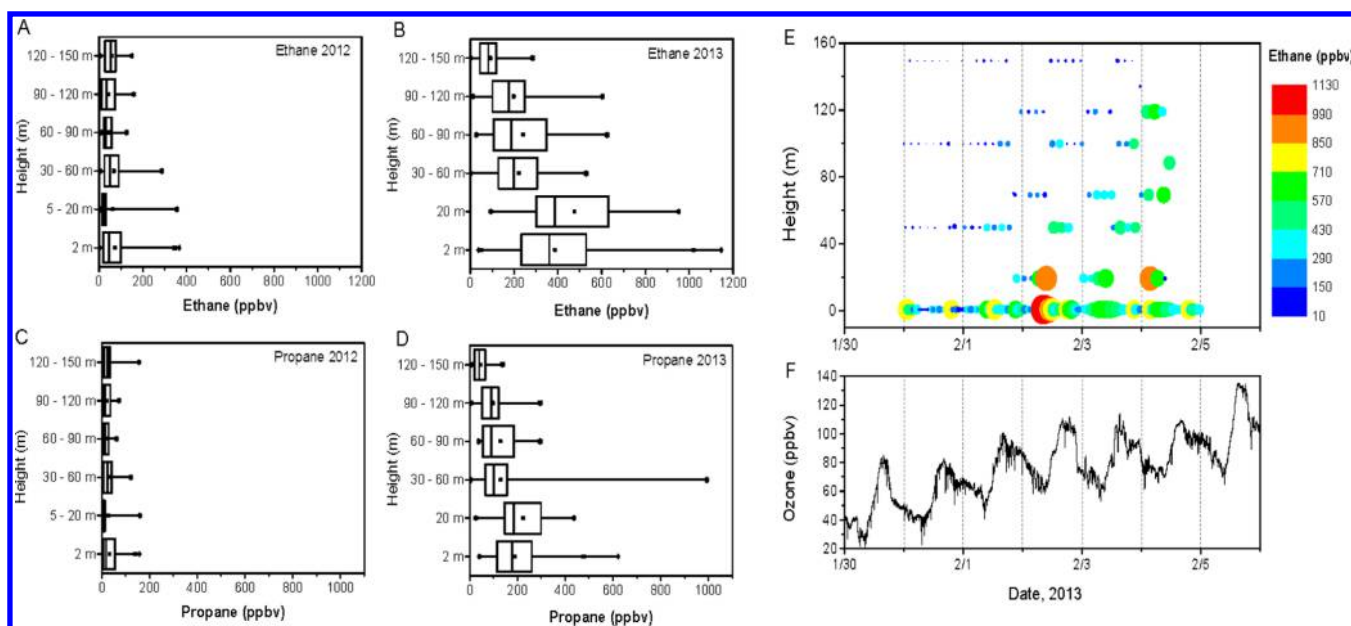 A
Ethane 2012
120 - 150 m
90 - 120 m
60 - 90 m
30 - 60 m
5 - 20 m
2 m
Height (m)
0 200 400 600 800 1000 1200
Ethane (ppbv)
B
Ethane 2013
120 - 150 m
90 - 120 m
60 - 90 m
30 - 60 m
20 m
2 m
Height (m)
0 200 400 600 800 1000 1200
Ethane (ppbv)
C
Propane 2012
120 - 150 m
90 - 120 m
60 - 90 m
30 - 60 m
5 - 20 m
2 m
Height (m)
0 200 400 600 800 1000
Propane (ppbv)
D
Propane 2013
120 - 150 m
90 - 120 m
60 - 90 m
30 - 60 m
20 m
2 m
Height (m)
0 200 400 600 800 1000
Propane (ppbv)
E
160
120
80
40
0
Height (m)
1/30 2/1 2/3 2/5
Ethane (ppbv)
1130
990
850
710
570
430
290
150
10
F
140
120
100
80
60
40
20
Ozone (ppbv)
1/30 2/1 2/3 2/5
Date, 2013